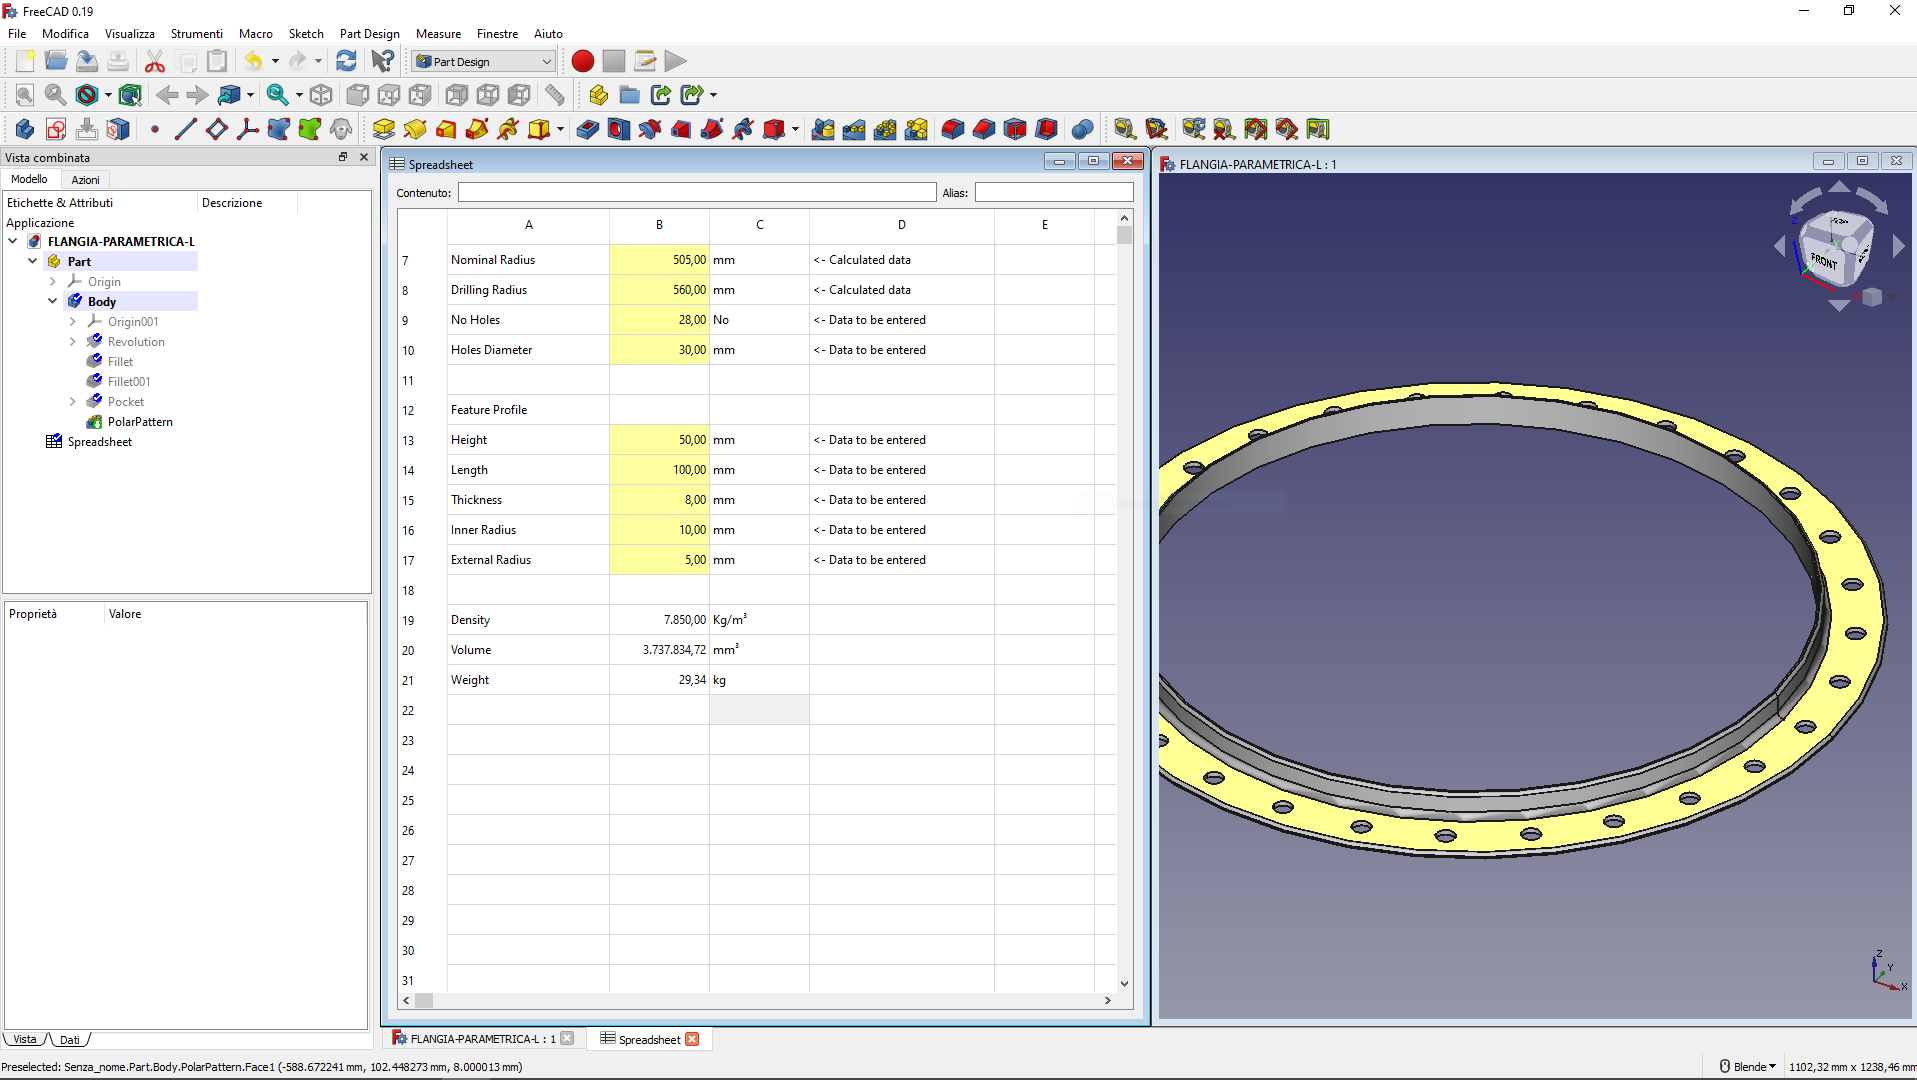 FreeCAD 0.19
File Modifica Visualizza Strumenti Macro Sketch Part Design Measure Finestre Aiuto
Part Design
Vista combinata
Modello Azioni
Etichette & Attributi Descrizione
Applicazione
FLANGIA-PARAMETRICA-L
Part
Origin
Body
Origin001
Revolution
Fillet
Fillet001
Pocket
PolarPattern
Spreadsheet
Proprietà Valore
Vista Dati
Spreadsheet
Contenuto: Alias:
A B C D E
7 Nominal Radius 505,00 mm <- Calculated data
8 Drilling Radius 560,00 mm <- Calculated data
9 No Holes 28,00 No <- Data to be entered
10 Holes Diameter 30,00 mm <- Data to be entered
11
12 Feature Profile
13 Height 50,00 mm <- Data to be entered
14 Length 100,00 mm <- Data to be entered
15 Thickness 8,00 mm <- Data to be entered
16 Inner Radius 10,00 mm <- Data to be entered
17 External Radius 5,00 mm <- Data to be entered
18
19 Density 7.850,00 Kg/m³
20 Volume 3.737.834,72 mm³
21 Weight 29,34 kg
22
23
24
25
26
27
28
29
30
31
FLANGIA-PARAMETRICA-L : 1
Z
Y
X
FRONT
Z
Y
X
FLANGIA-PARAMETRICA-L : 1 Spreadsheet
Preselected: Senza_nome.Part.Body.PolarPattern.Face1 (-588.672241 mm, 102.448273 mm, 8.000013 mm)
Blende 1102,32 mm x 1238,46 mm